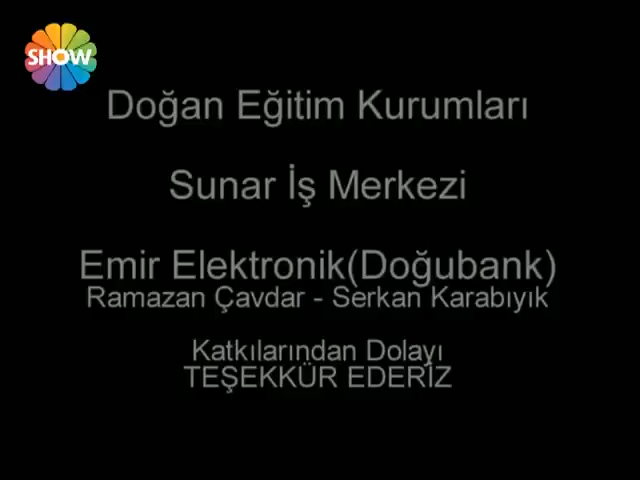 SHOW
Doğan Eğitim Kurumları
Sunar İş Merkezi
Emir Elektronik(Doğubank)
Ramazan Çavdar - Serkan Karabıyık
Katkılarından Dolayı
TEŞEKKÜR EDERİZ